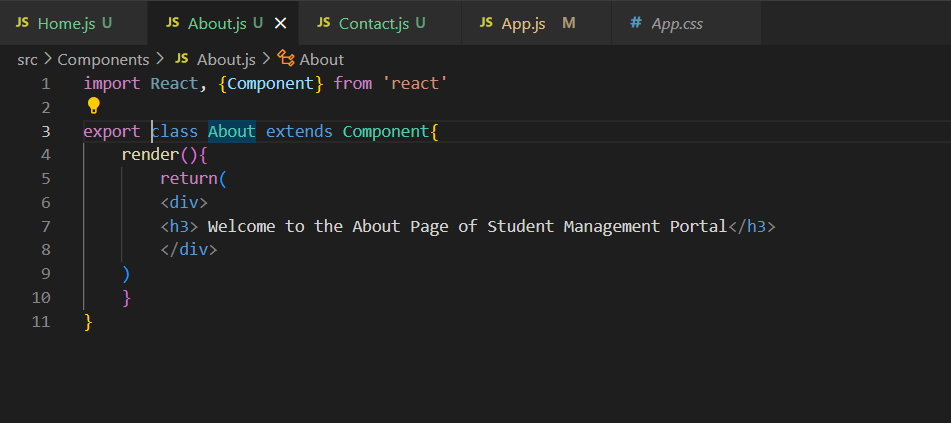 JS Home.js U JS About.js U JS Contact.js U JS App.js M # App.css
src > Components > JS About.js > About
1 import React, {Component} from 'react'
2
3 export class About extends Component{
4 render(){
5 return(
6 <div>
7 <h3> Welcome to the About Page of Student Management Portal</h3>
8 </div>
9 )
10 }
11 }